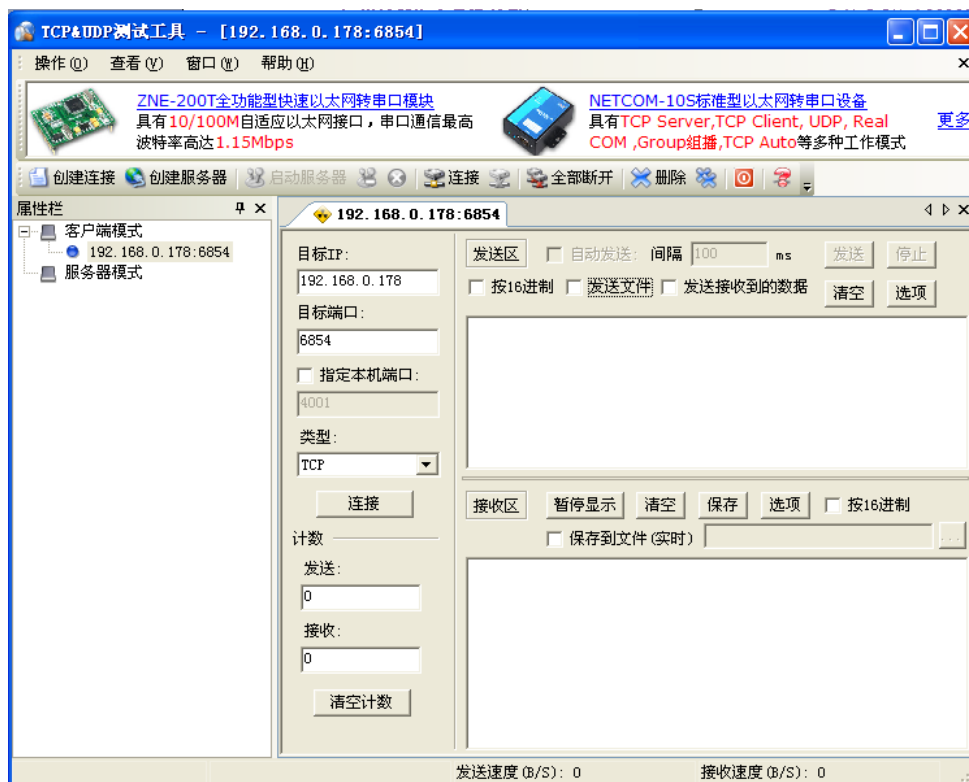 TCP&UDP测试工具 - [192.168.0.178:6854]
操作(O) 查看(V) 窗口(W) 帮助(H)
ZNE-200T全功能型快速以太网转串口模块
具有10/100M自适应以太网接口，串口通信最高
波特率高达1.15Mbps
NETCOM-10S标准型以太网转串口设备
具有TCP Server,TCP Client, UDP, Real
COM ,Group组播,TCP Auto等多种工作模式
更多
创建连接 创建服务器 启动服务器 连接 全部断开 删除
属性栏
客户端模式
192.168.0.178:6854
服务器模式
192.168.0.178:6854
目标IP:
192.168.0.178
目标端口:
6854
指定本机端口:
4001
类型:
TCP
连接
计数
发送:
0
接收:
0
清空计数
发送区 自动发送: 间隔 100 ms 发送 停止
按16进制 发送文件 发送接收到的数据 清空 选项
接收区 暂停显示 清空 保存 选项 按16进制
保存到文件(实时) ...
发送速度(B/S): 0 接收速度(B/S): 0